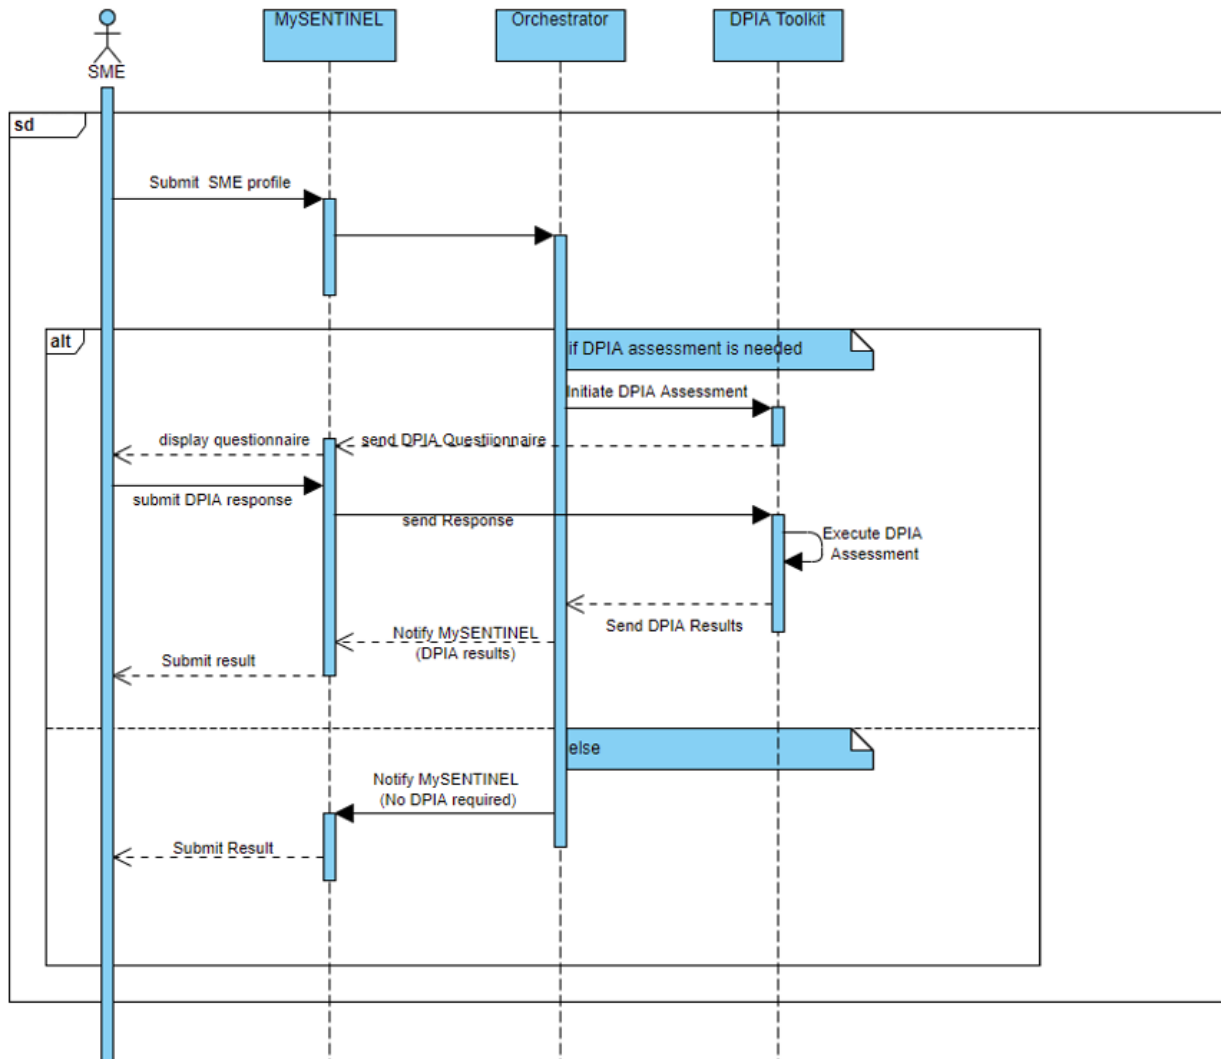 MySENTINEL
Orchestrator
DPIA Toolkit
SME
sd
Submit SME profile
alt
if DPIA assessment is needed
Initiate DPIA Assessment
display questionnaire
send DPIA Questiionnaire
submit DPIA response
send Response
Execute DPIA
Assessment
Send DPIA Results
Notify MySENTINEL
(DPIA results)
Submit result
else
Notify MySENTINEL
(No DPIA required)
Submit Result